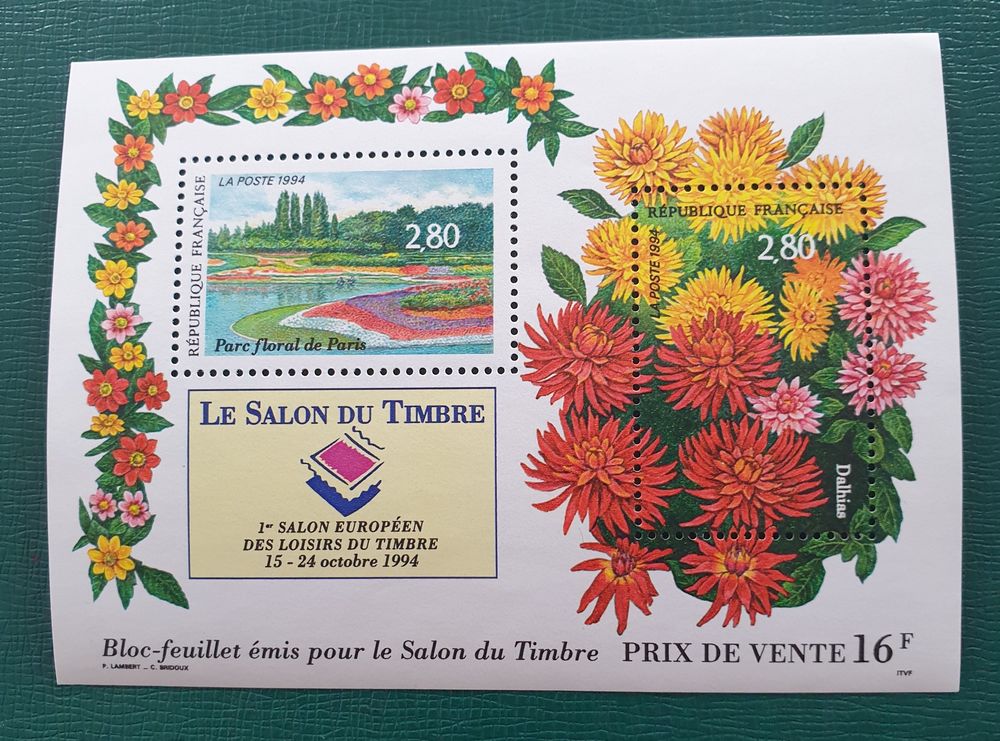 LA POSTE 1994
RÉPUBLIQUE FRANÇAISE
2,80
Parc floral de Paris
RÉPUBLIQUE FRANÇAISE
LA POSTE 1994
2,80
Dalhias
LE SALON DU TIMBRE
1er SALON EUROPÉEN
DES LOISIRS DU TIMBRE
15 - 24 octobre 1994
Bloc-feuillet émis pour le Salon du Timbre PRIX DE VENTE 16 F
P. LAMBERT _ C. BRIDOUX
ITVF